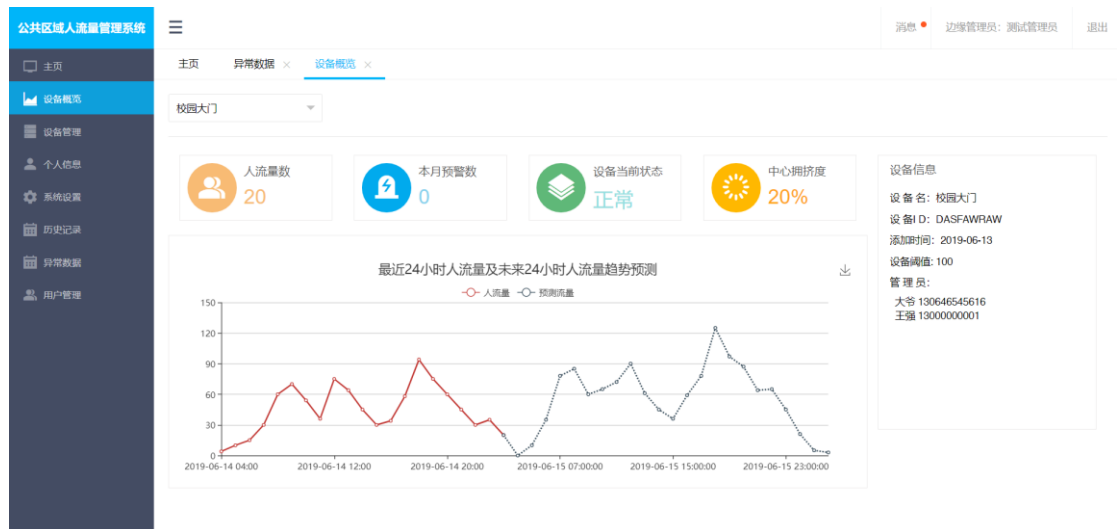 公共区域人流量管理系统
消息
边缘管理员：测试管理员
退出
主页
设备概览
设备管理
个人信息
系统设置
历史记录
异常数据
用户管理
主页
异常数据
设备概览
校园大门
人流量数
20
本月预警数
0
设备当前状态
正常
中心拥挤度
20%
设备信息
设 备 名：校园大门
设 备I D：DASFAWRAW
添加时间：2019-06-13
设备阈值: 100
管 理 员：
大爷 130646545616
王强 13000000001
最近24小时人流量及未来24小时人流量趋势预测
人流量 预测流量
150
120
90
60
30
0
2019-06-14 04:00 2019-06-14 12:00 2019-06-14 20:00 2019-06-15 07:00:00 2019-06-15 15:00:00 2019-06-15 23:00:00